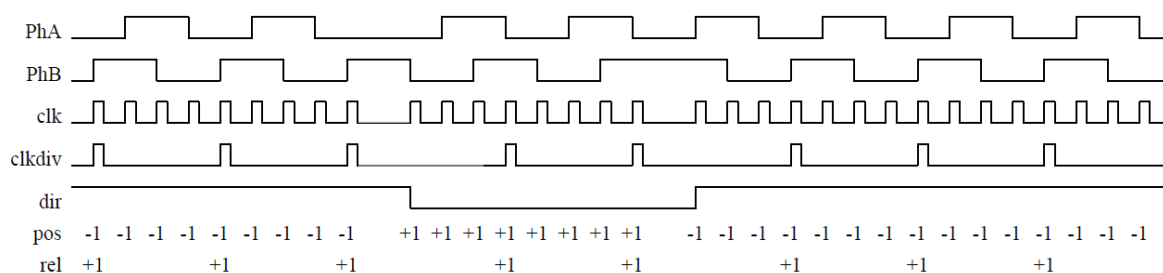 PhA
PhB
clk
clkdiv
dir
pos -1 -1 -1 -1 -1 -1 -1 -1 -1 +1 +1 +1 +1 +1 +1 +1 +1 -1 -1 -1 -1 -1 -1 -1 -1 -1 -1 -1 -1 -1 -1 -1
rel +1 +1 +1 +1 +1 +1 +1 +1